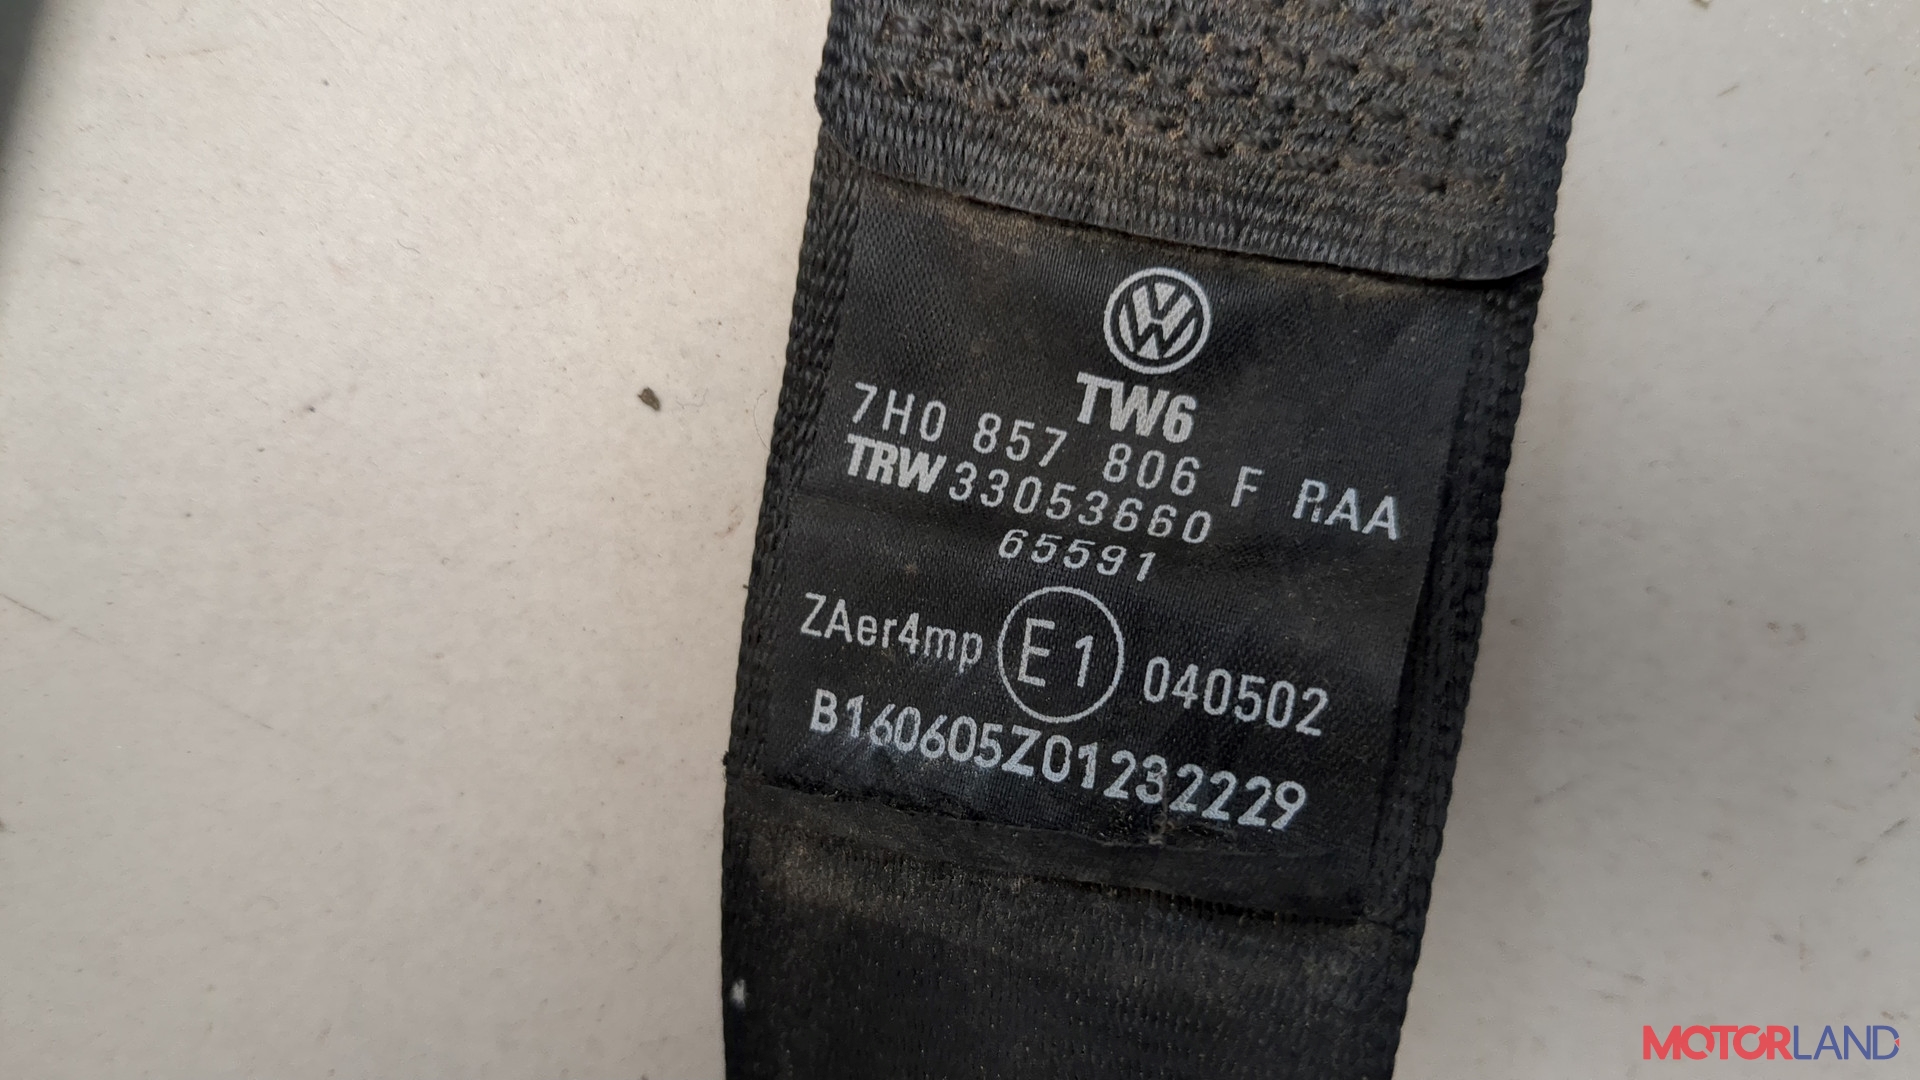 TW6
7H0 857 806 F RAA
TRW 33053660
65591
ZAer4mp E1 040502
B160605Z01232229
MOTORLAND